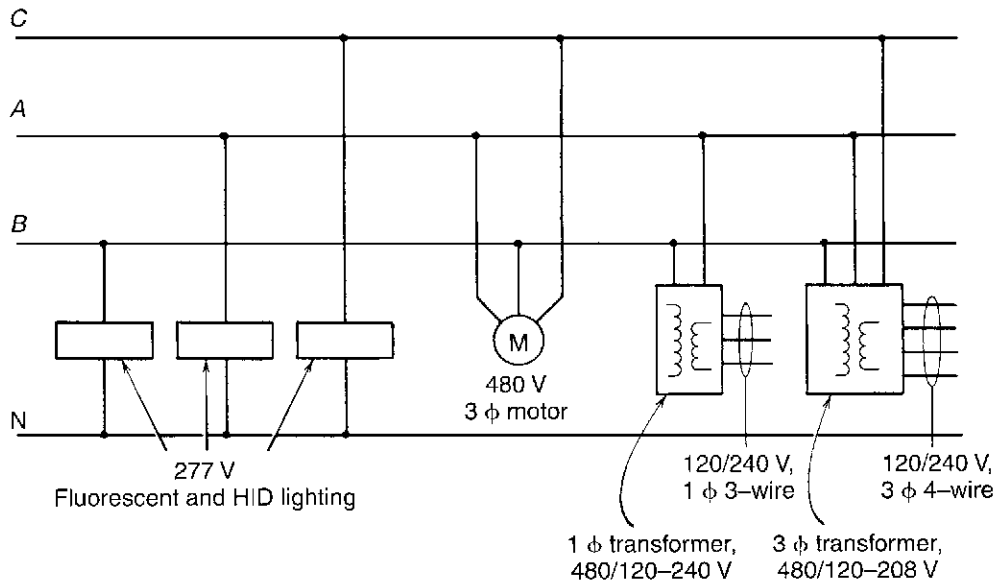 C
A
B
N
M
480 V
3 ϕ motor
277 V
Fluorescent and HID lighting
120/240 V,
1 ϕ 3–wire
120/240 V,
3 ϕ 4–wire
1 ϕ transformer,
480/120–240 V
3 ϕ transformer,
480/120–208 V